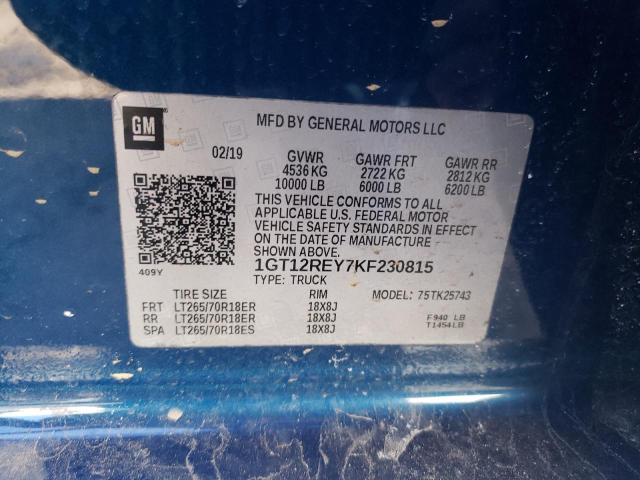 GM
MFD BY GENERAL MOTORS LLC
02/19 GVWR GAWR FRT GAWR RR
4536 KG 2722 KG 2812 KG
10000 LB 6000 LB 6200 LB
THIS VEHICLE CONFORMS TO ALL
APPLICABLE U.S. FEDERAL MOTOR
VEHICLE SAFETY STANDARDS IN
EFFECT ON THE DATE OF MANUFACTURE
SHOWN ABOVE.
1GT12REY7KF230815
409Y
TYPE: TRUCK
TIRE SIZE RIM MODEL: 75TK25743
FRT LT265/70R18ER 18X8J
RR LT265/70R18ER 18X8J
SPA LT265/70R18ES 18X8J
F940 LB
T1454LB